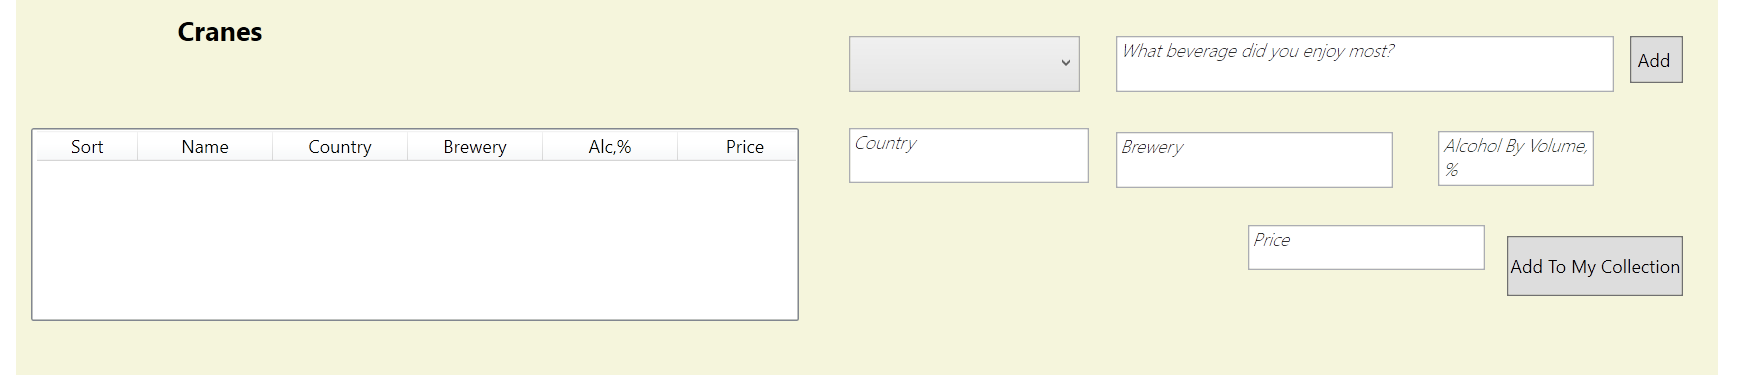 Cranes
What beverage did you enjoy most?
Add
Sort Name Country Brewery Alc,% Price
Country
Brewery
Alcohol By Volume,
%
Price
Add To My Collection